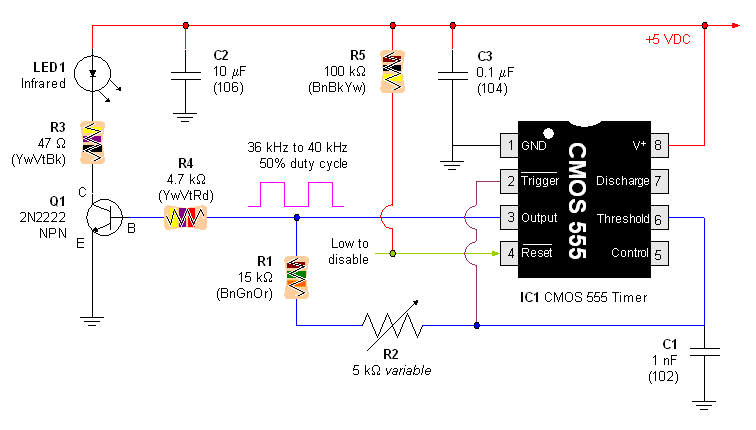 +5 VDC
LED1
Infrared
C2
10 µF
(106)
R5
100 kΩ
(BnBkYw)
C3
0.1 µF
(104)
R3
47 Ω
(YwVtBk)
R4
4.7 kΩ
(YwVtRd)
36 kHz to 40 kHz
50% duty cycle
Q1
2N2222
NPN
C
B
E
CMOS 555
1 GND
2 Trigger
3 Output
4 Reset
V+ 8
Discharge 7
Threshold 6
Control 5
Low to
disable
R1
15 kΩ
(BnGnOr)
IC1 CMOS 555 Timer
R2
5 kΩ variable
C1
1 nF
(102)